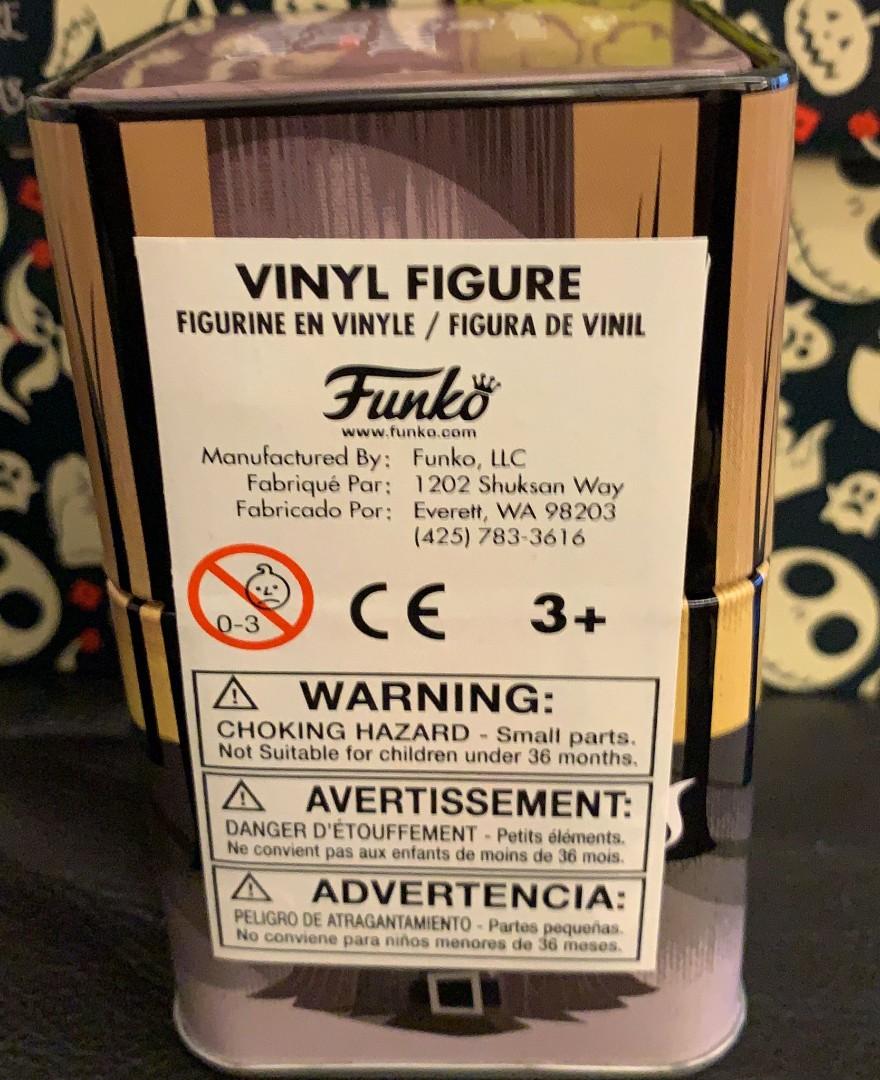 VINYL FIGURE
FIGURINE EN VINYLE / FIGURA DE VINIL
Funko
www.funko.com
Manufactured By: Funko, LLC
Fabriqué Par: 1202 Shuksan Way
Fabricado Por: Everett, WA 98203
(425) 783-3616
0-3
CE
3+
WARNING:
CHOKING HAZARD - Small parts.
Not Suitable for children under 36 months.
AVERTISSEMENT:
DANGER D'ÉTOUFFEMENT - Petits éléments.
Ne convient pas aux enfants de moins de 36 mois.
ADVERTENCIA:
PELIGRO DE ATRAGANTAMIENTO - Partes pequeñas.
No conviene para niños menores de 36 meses.